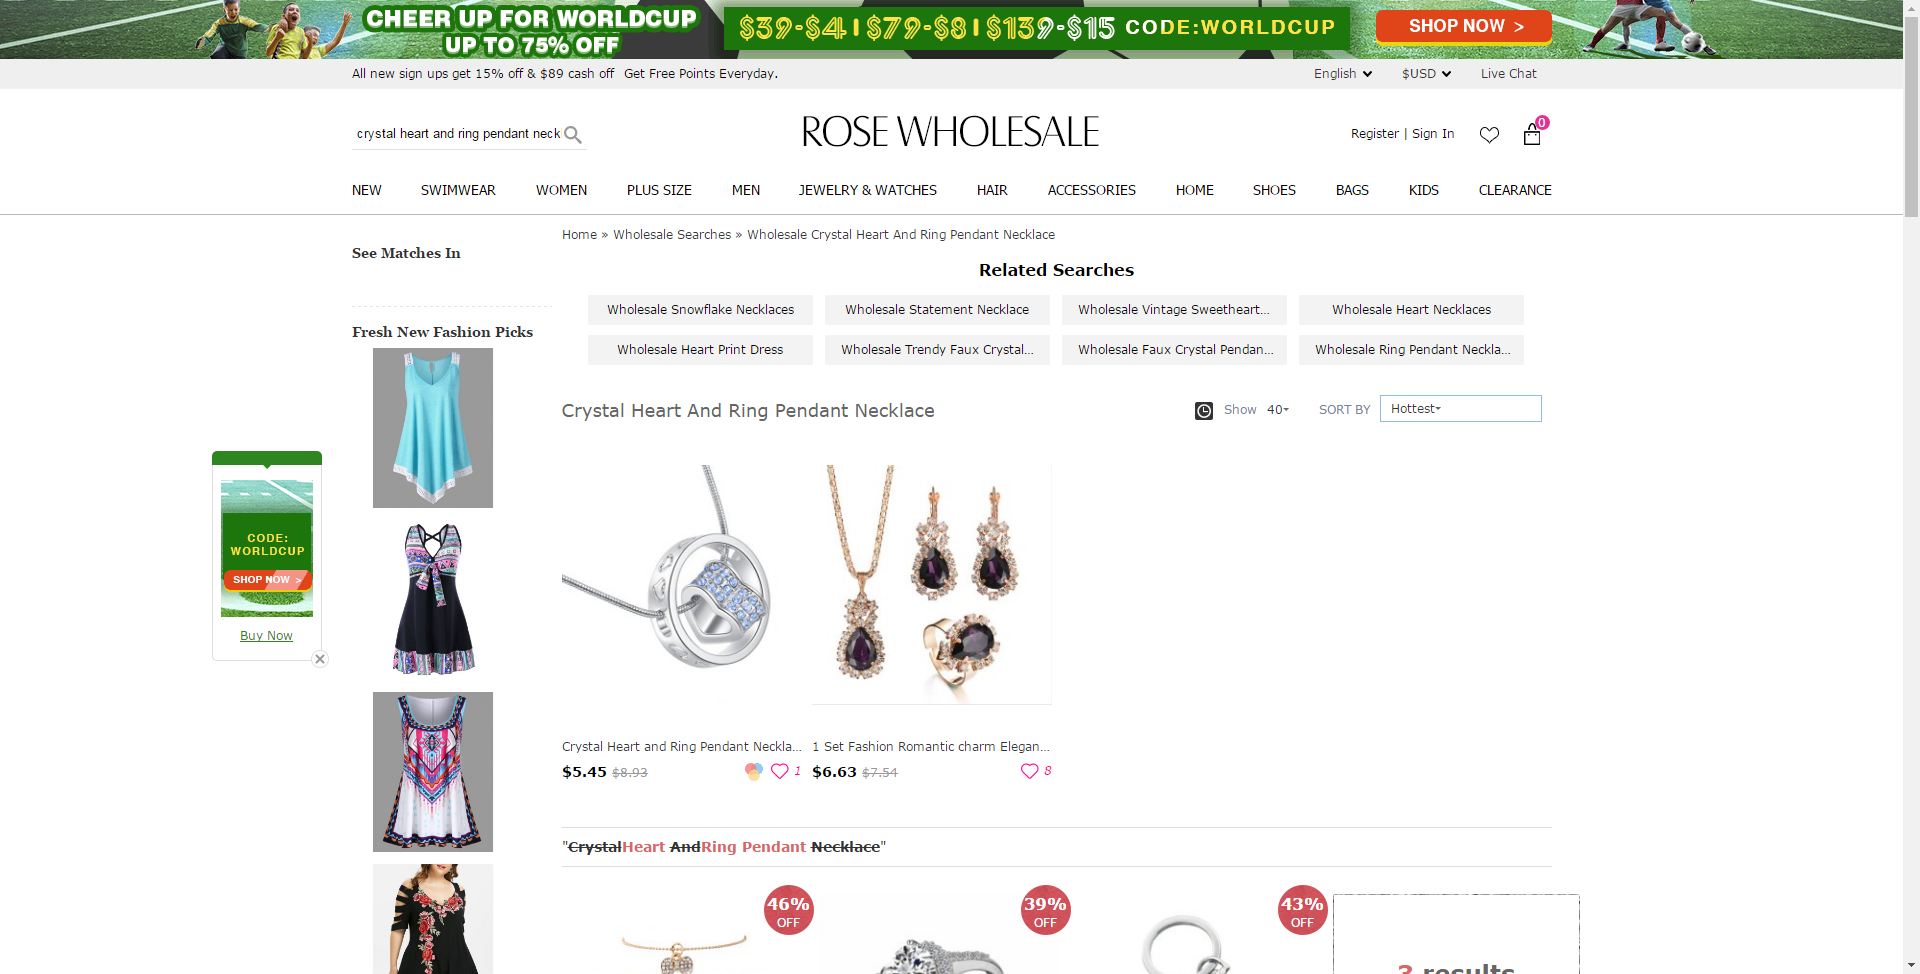 CHEER UP FOR WORLDCUP
UP TO 75% OFF
$39-$4 | $79-$8 | $139-$15 CODE:WORLDCUP
SHOP NOW >
All new sign ups get 15% off & $89 cash off Get Free Points Everyday.
English $USD Live Chat
crystal heart and ring pendant neck
ROSE WHOLESALE
Register | Sign In
0
NEW SWIMWEAR WOMEN PLUS SIZE MEN JEWELRY & WATCHES HAIR ACCESSORIES HOME SHOES BAGS KIDS CLEARANCE
Home » Wholesale Searches » Wholesale Crystal Heart And Ring Pendant Necklace
See Matches In
Related Searches
Wholesale Snowflake Necklaces
Wholesale Statement Necklace
Wholesale Vintage Sweetheart...
Wholesale Heart Necklaces
Wholesale Heart Print Dress
Wholesale Trendy Faux Crystal...
Wholesale Faux Crystal Pendan...
Wholesale Ring Pendant Neckla...
Fresh New Fashion Picks
Crystal Heart And Ring Pendant Necklace
Show 40 SORT BY Hottest
CODE:
WORLDCUP
SHOP NOW >
Buy Now
Crystal Heart and Ring Pendant Neckla...
$5.45 $8.93 1
1 Set Fashion Romantic charm Elegan...
$6.63 $7.54 8
"CrystalHeart AndRing Pendant Necklace"
46% OFF
39% OFF
43% OFF
3 results